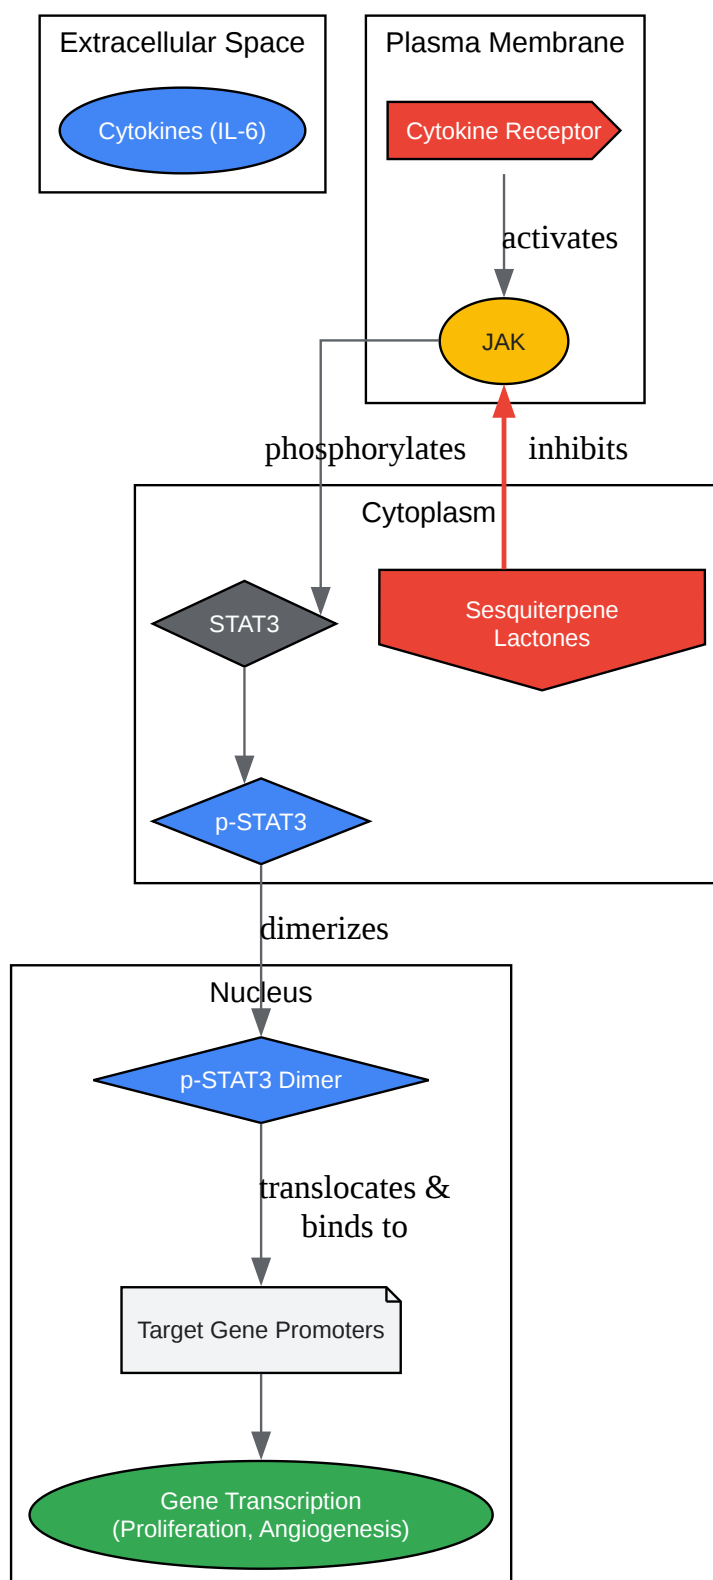 Extracellular Space
Plasma Membrane
Cytokines (IL-6)
Cytokine Receptor
activates
JAK
phosphorylates
inhibits
Cytoplasm
STAT3
Sesquiterpene
Lactones
p-STAT3
dimerizes
Nucleus
p-STAT3 Dimer
translocates &
binds to
Target Gene Promoters
Gene Transcription
(Proliferation, Angiogenesis)